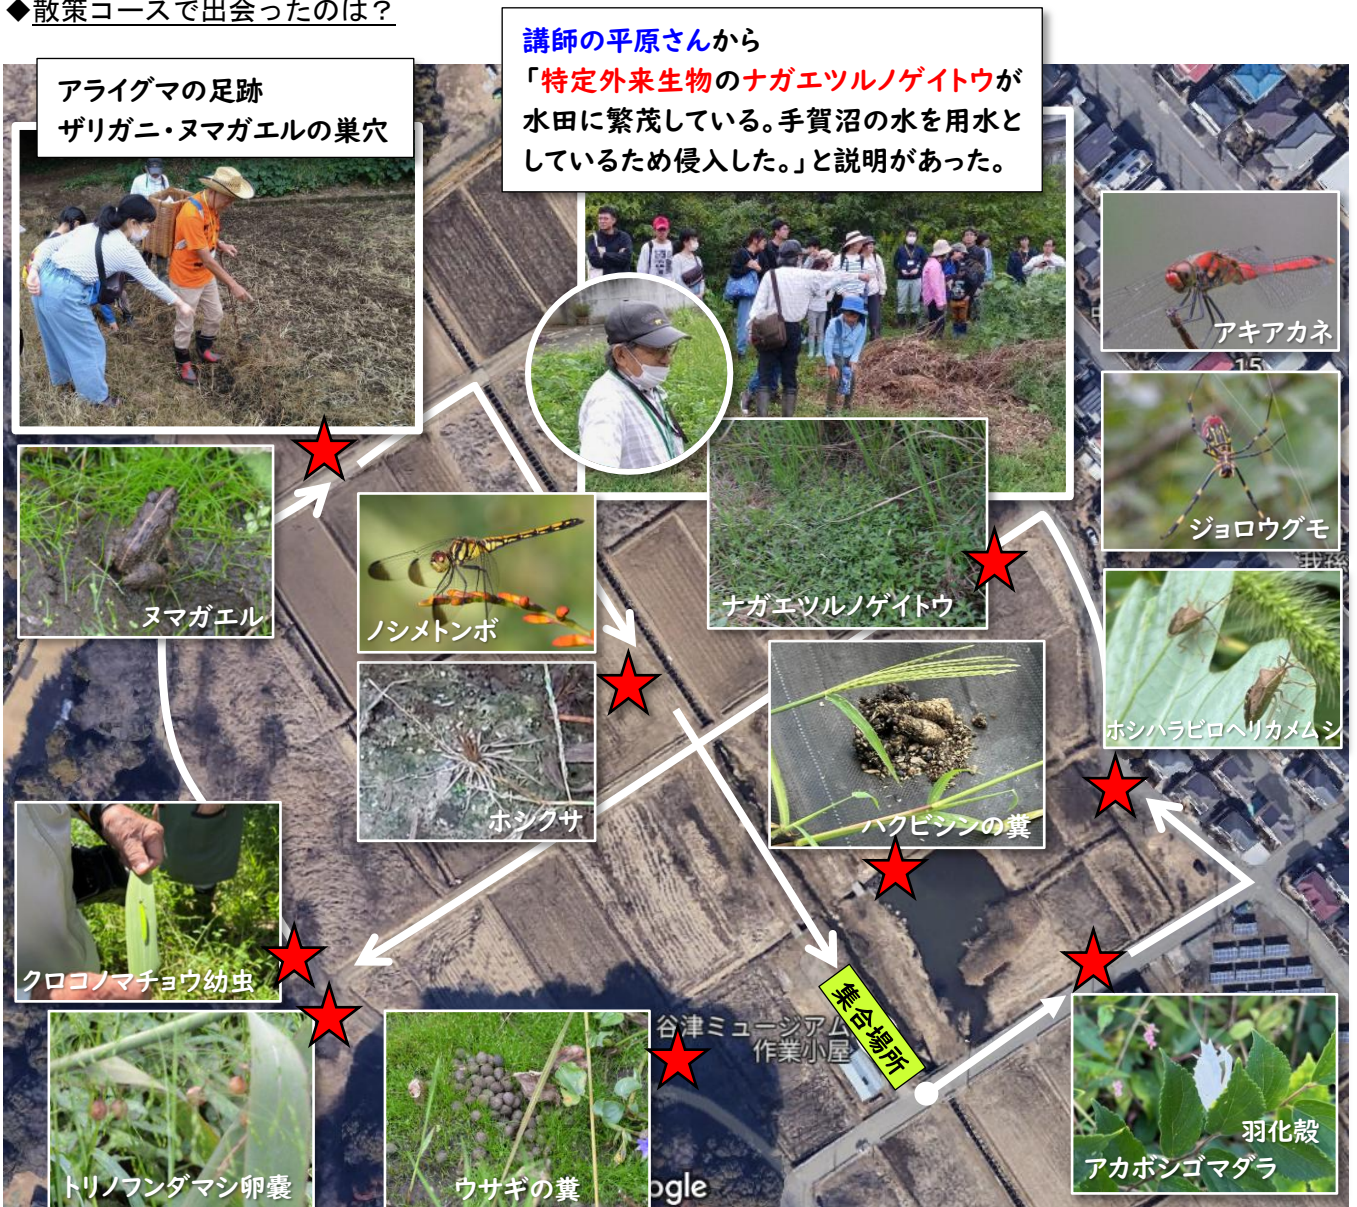 ◆散策コースで出会ったのは？
アライグマの足跡
ザリガニ・ヌマガエルの巣穴
講師の平原さんから
「特定外来生物のナガエツルノゲイトウが
水田に繁茂している。手賀沼の水を用水と
しているため侵入した。」と説明があった。
アキアカネ
15
ジョロウグモ
ヌマガエル
ノシメトンボ
ナガエツルノゲイトウ
ホシハラビロヘリカメムシ
ホシクサ
ハクビシンの糞
クロコノマチョウ幼虫
集合場所
谷津ミュージアム
作業小屋
羽化殻
アカボシゴマダラ
トリノフンダマシ卵嚢
ウサギの糞
ogle